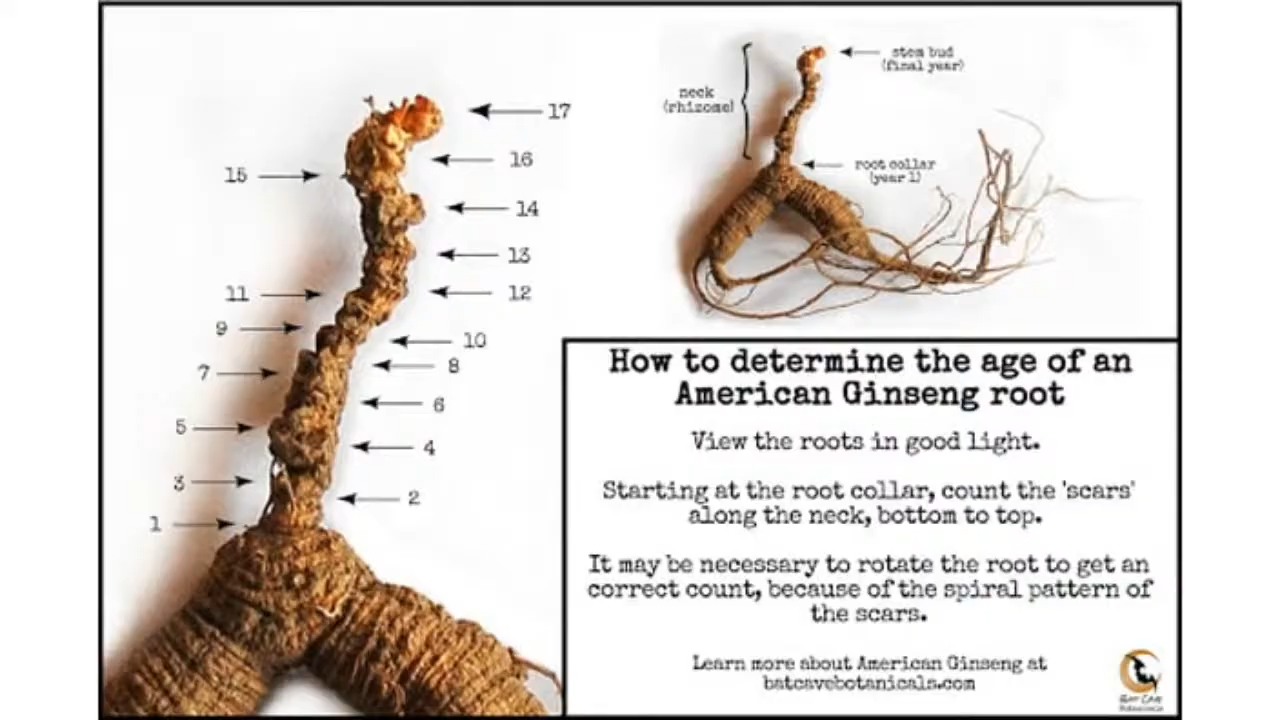 17
16
15
14
13
12
11
10
9
8
7
6
5
4
3
2
1
stem bud
(final year)
neck
(rhizome)
root collar
(year 1)
How to determine the age of an
American Ginseng root
View the roots in good light.
Starting at the root collar, count the 'scars'
along the neck, bottom to top.
It may be necessary to rotate the root to get an
correct count, because of the spiral pattern of
the scars.
Learn more about American Ginseng at
batcavebotanicals.com
Bat Cave
Botanicals